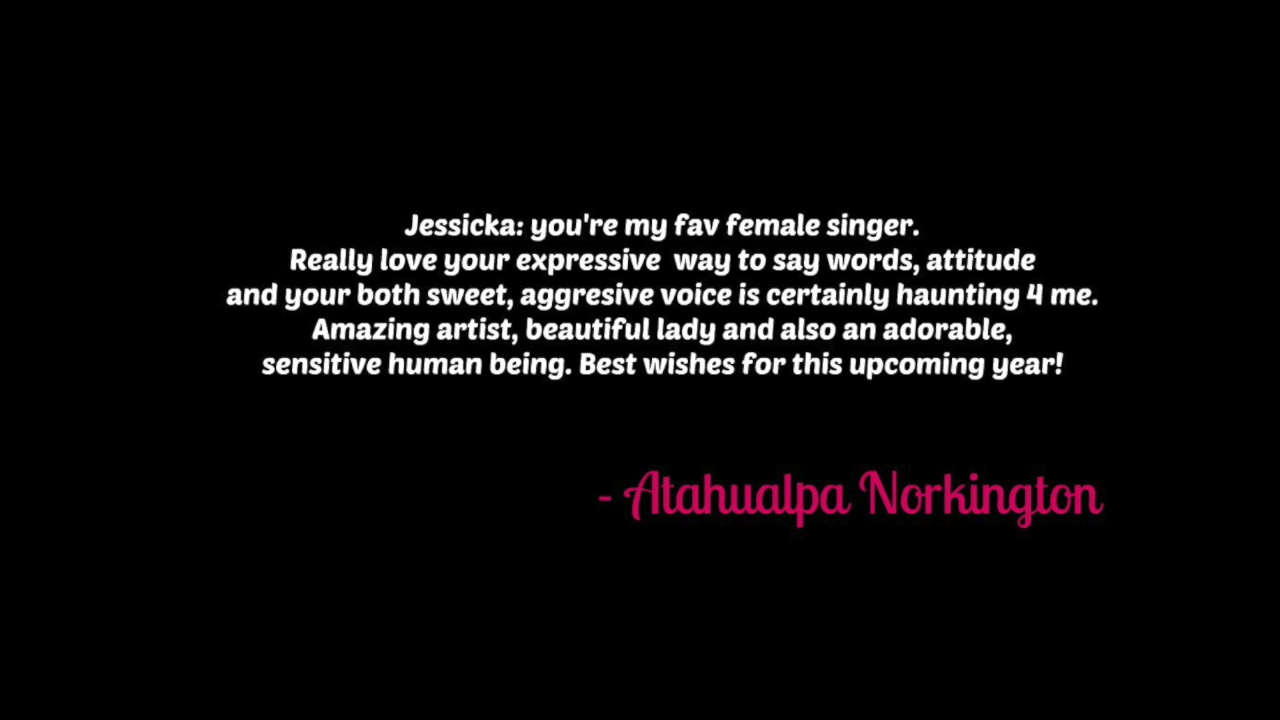 Jessicka: you're my fav female singer.
Really love your expressive  way to say words, attitude
and your both sweet, aggresive voice is certainly haunting 4 me.
Amazing artist, beautiful lady and also an adorable,
sensitive human being. Best wishes for this upcoming year!
- Atahualpa Norkington